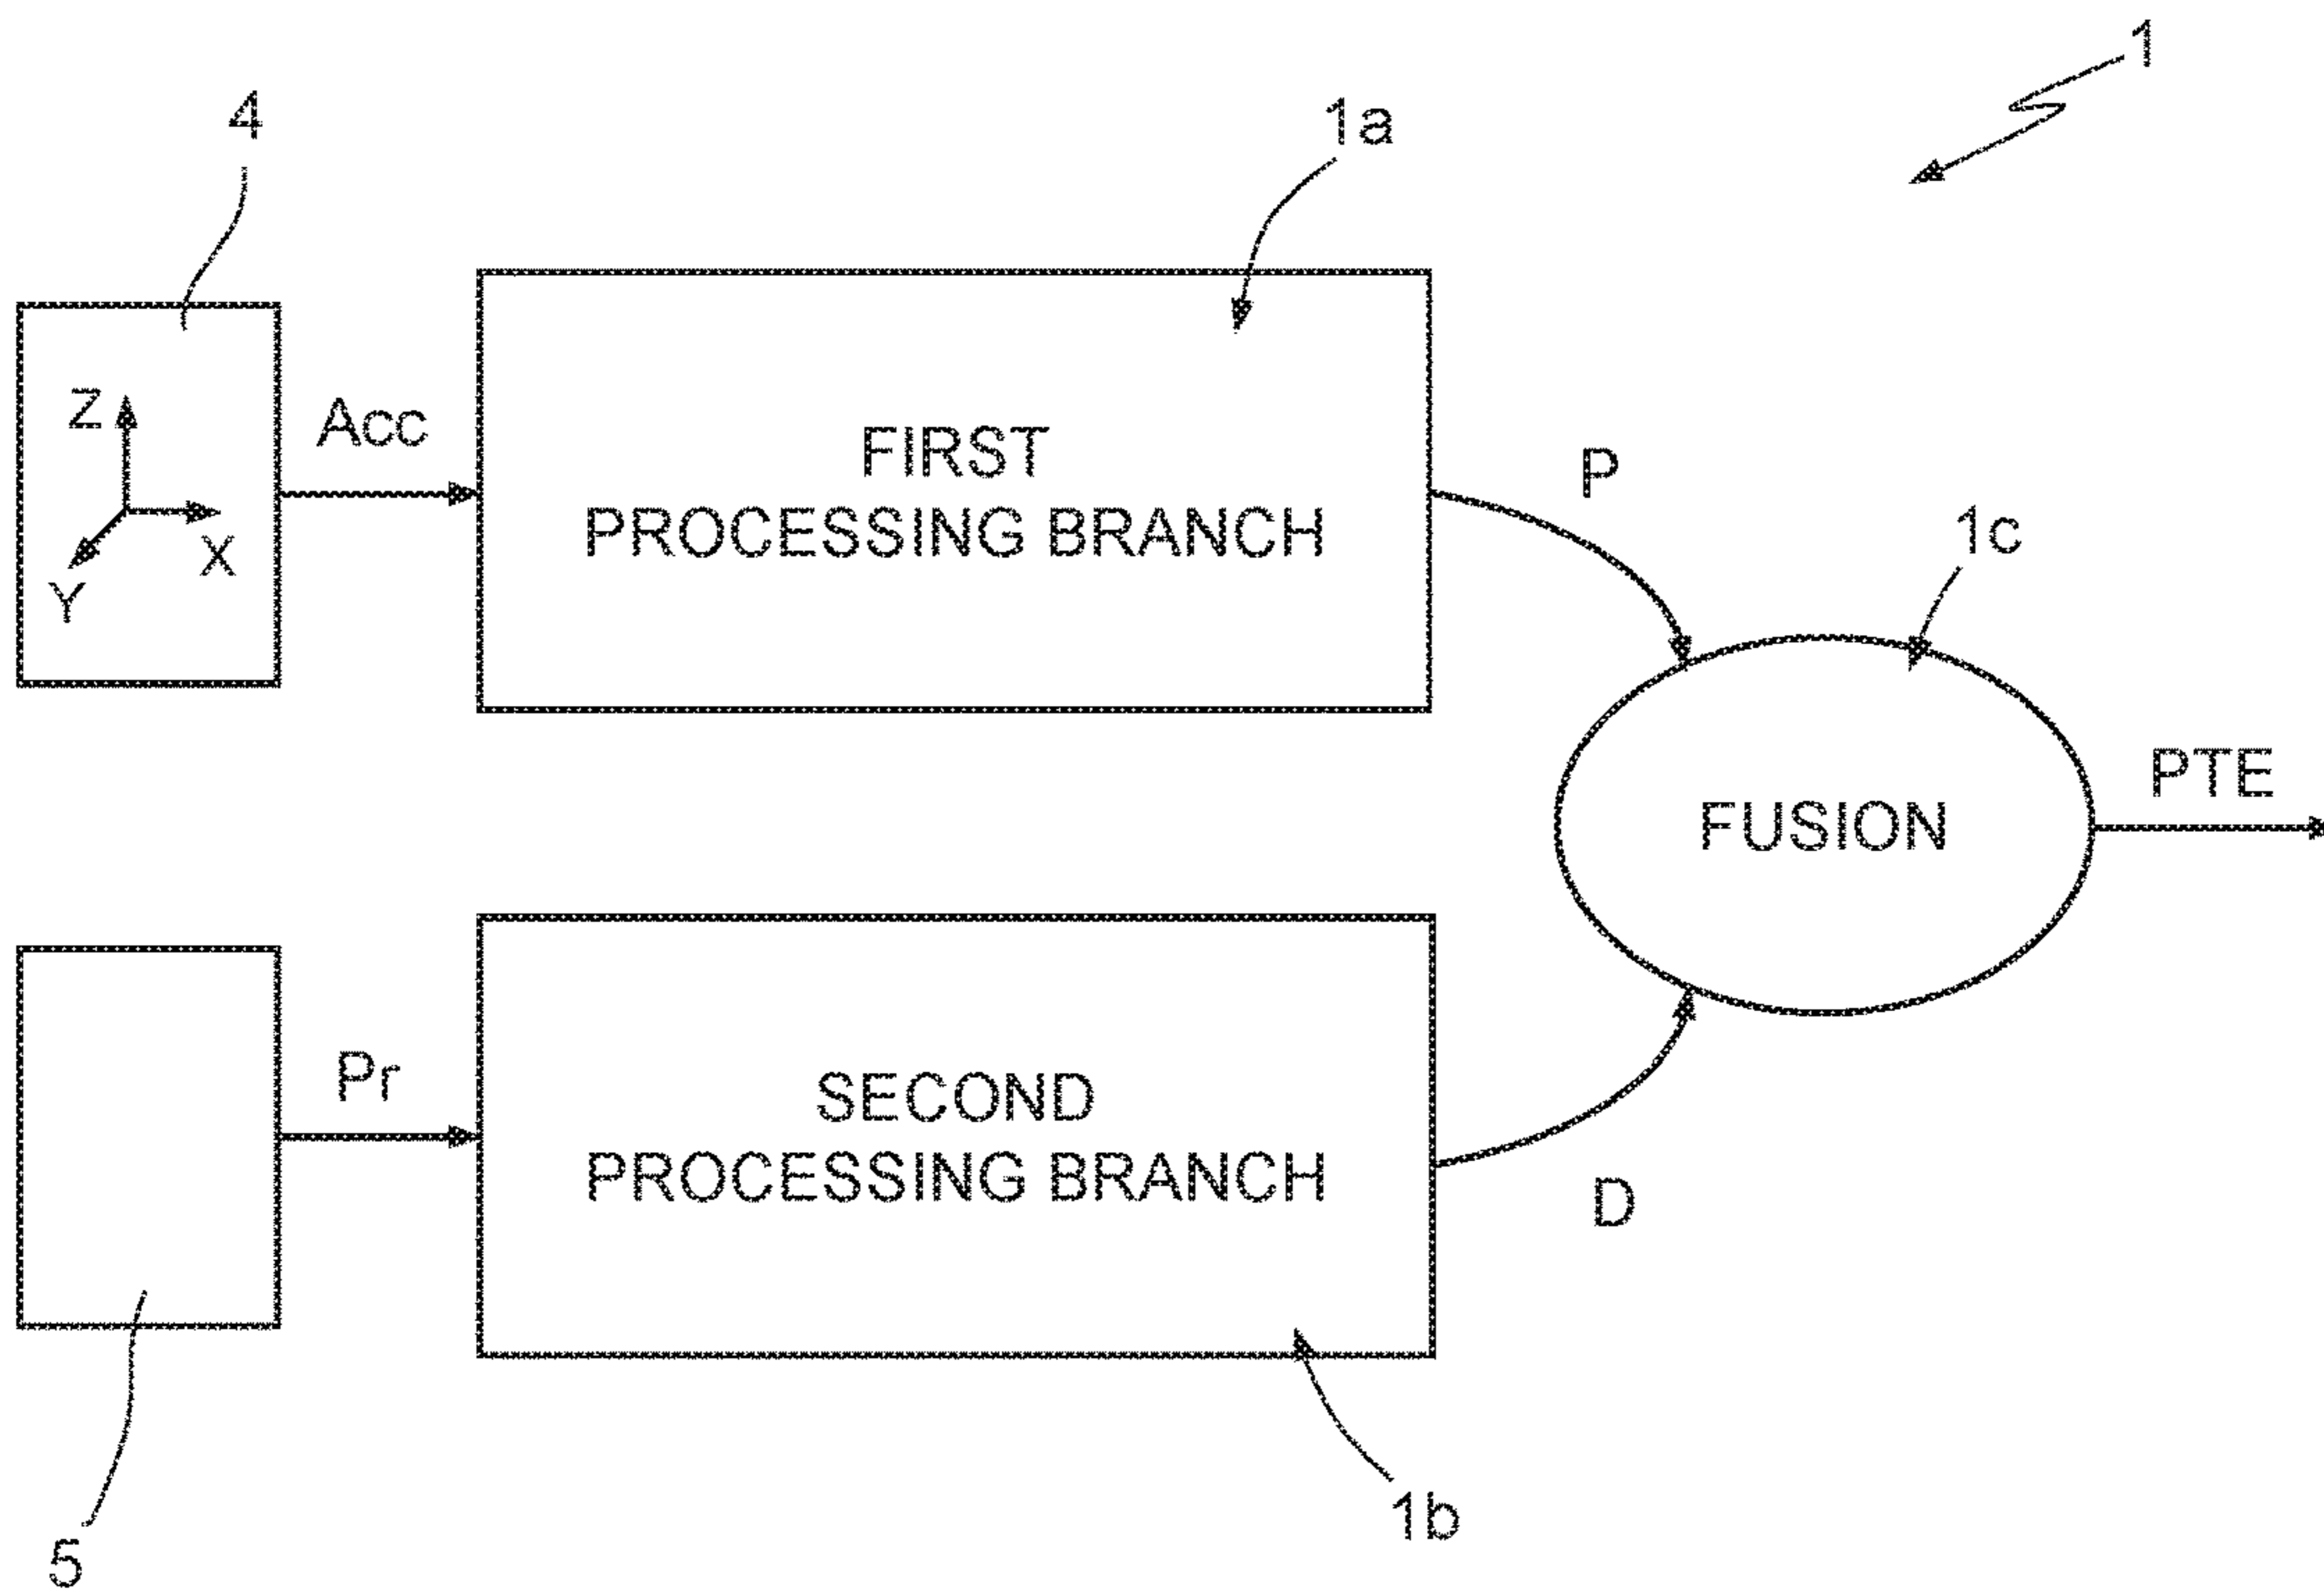 1
4
1a
Z
X
Y
Acc
FIRST
PROCESSING BRANCH
P
1c
FUSION
PTE
Pr
SECOND
PROCESSING BRANCH
D
1b
5